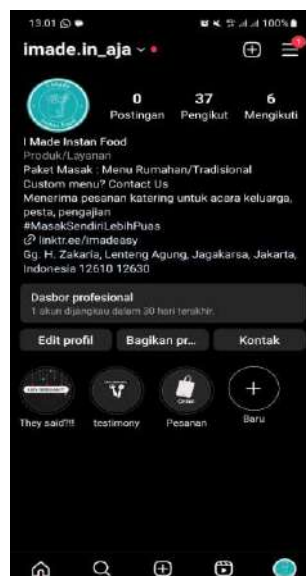 13.01
100%
imade.in_aja
0
37
6
Postingan
Pengikut
Mengikuti
I Made Instan Food
Produk/Layanan
Paket Masak : Menu Rumahan/Tradisional
Custom menu? Contact Us
Menerima pesanan katering untuk acara keluarga,
pesta, pengajian
#MasakSendiriLebihPuas
linktr.ee/imadeasy
Gg. H. Zakaria, Lenteng Agung, Jagakarsa, Jakarta,
Indonesia 12610 12630
Dasbor profesional
1 akun dijangkau dalam 30 hari terakhir.
Edit profil
Bagikan pr...
Kontak
They said?!!
testimony
Pesanan
Baru